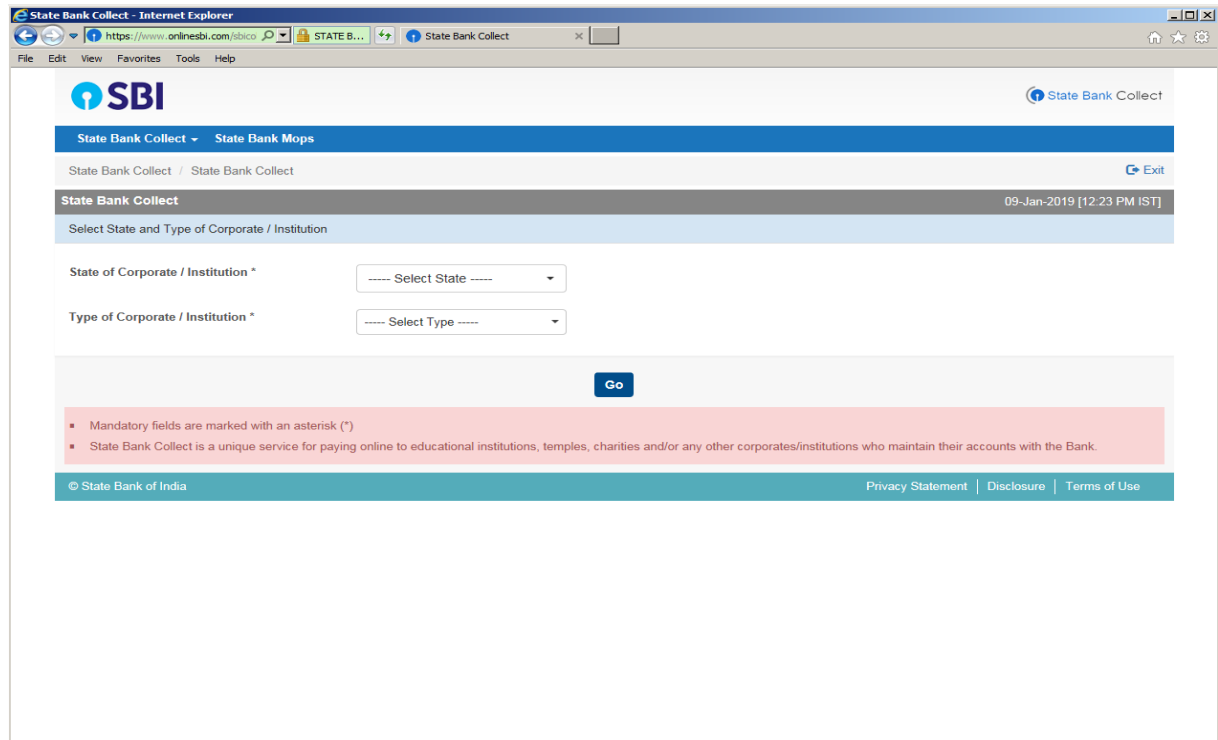 State Bank Collect - Internet Explorer
https://www.onlinesbi.com/sbico STATE B... State Bank Collect
File Edit View Favorites Tools Help
SBI
State Bank Collect
State Bank Collect State Bank Mops
State Bank Collect / State Bank Collect
Exit
State Bank Collect
09-Jan-2019 [12:23 PM IST]
Select State and Type of Corporate / Institution
State of Corporate / Institution *
----- Select State -----
Type of Corporate / Institution *
----- Select Type -----
Go
Mandatory fields are marked with an asterisk (*)
State Bank Collect is a unique service for paying online to educational institutions, temples, charities and/or any other corporates/institutions who maintain their accounts with the Bank.
© State Bank of India
Privacy Statement | Disclosure | Terms of Use